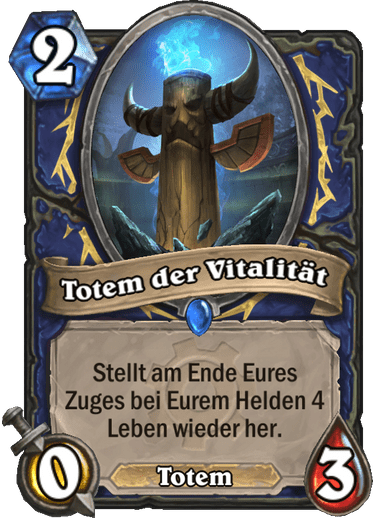 2
Totem der Vitalität
Stellt am Ende Eures
Zuges bei Eurem Helden 4
Leben wieder her.
0
Totem
3